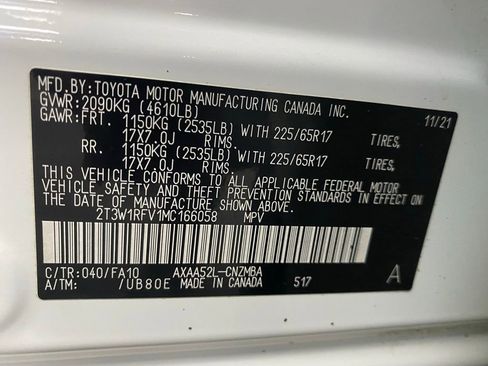 MFD.BY:TOYOTA MOTOR MANUFACTURING CANADA INC.
GVWR:2090KG (4610LB) 11/21
GAWR:FRT. 1150KG (2535LB) WITH 225/65R17 TIRES,
17X7.0J RIMS.
RR. 1150KG (2535LB) WITH 225/65R17 TIRES,
17X7.0J RIMS.
THIS VEHICLE CONFORMS TO ALL APPLICABLE FEDERAL MOTOR
VEHICLE SAFETY AND THEFT PREVENTION STANDARDS IN EFFECT ON
THE DATE OF MANUFACTURE SHOWN ABOVE.
2T3W1RFV1MC166058 MPV
C/TR:040/FA10 AXAA52L-CNZMBA A
A/TM: /UB80E MADE IN CANADA 517